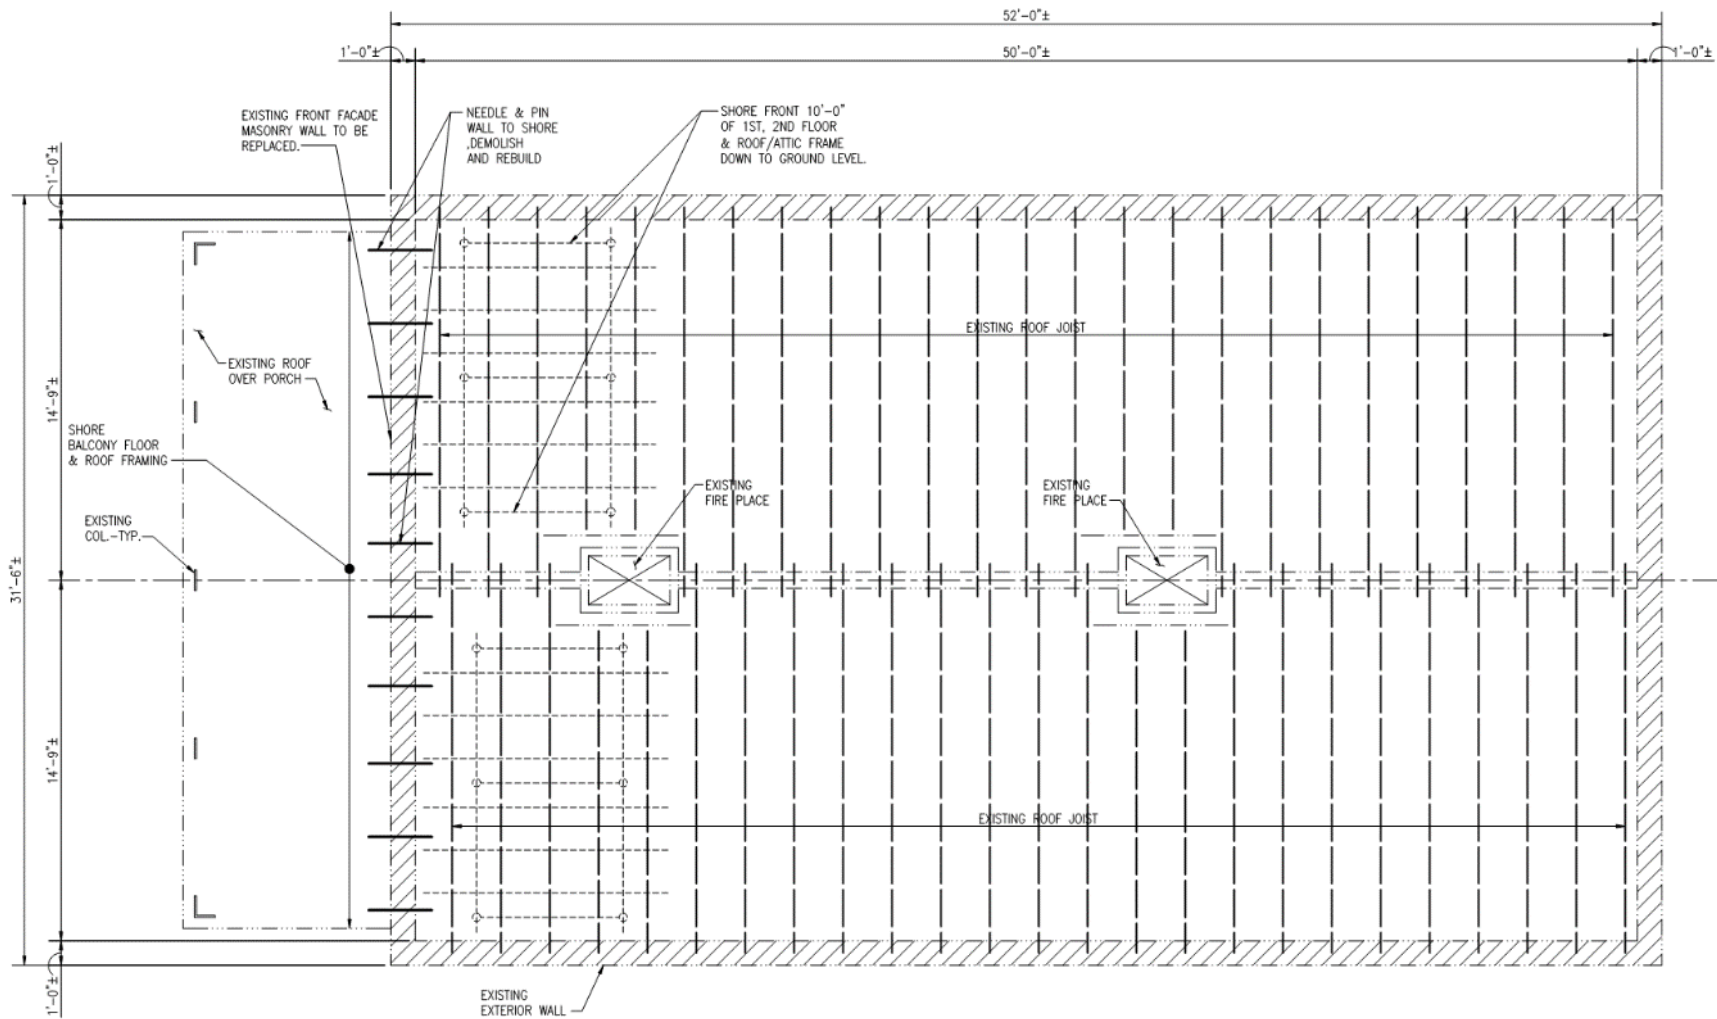 52'-0"±
1'-0"±
50'-0"±
1'-0"±
EXISTING FRONT FACADE
MASONRY WALL TO BE
REPLACED.
NEEDLE & PIN
WALL TO SHORE
,DEMOLISH
AND REBUILD
SHORE FRONT 10'-0"
OF 1ST, 2ND FLOOR
& ROOF/ATTIC FRAME
DOWN TO GROUND LEVEL.
1'-0"±
EXISTING ROOF JOIST
EXISTING ROOF
OVER PORCH
14'-9"±
SHORE
BALCONY FLOOR
& ROOF FRAMING
EXISTING
FIRE PLACE
EXISTING
FIRE PLACE
EXISTING
COL.-TYP.
31'-6"±
14'-9"±
EXISTING ROOF JOIST
1'-0"±
EXISTING
EXTERIOR WALL